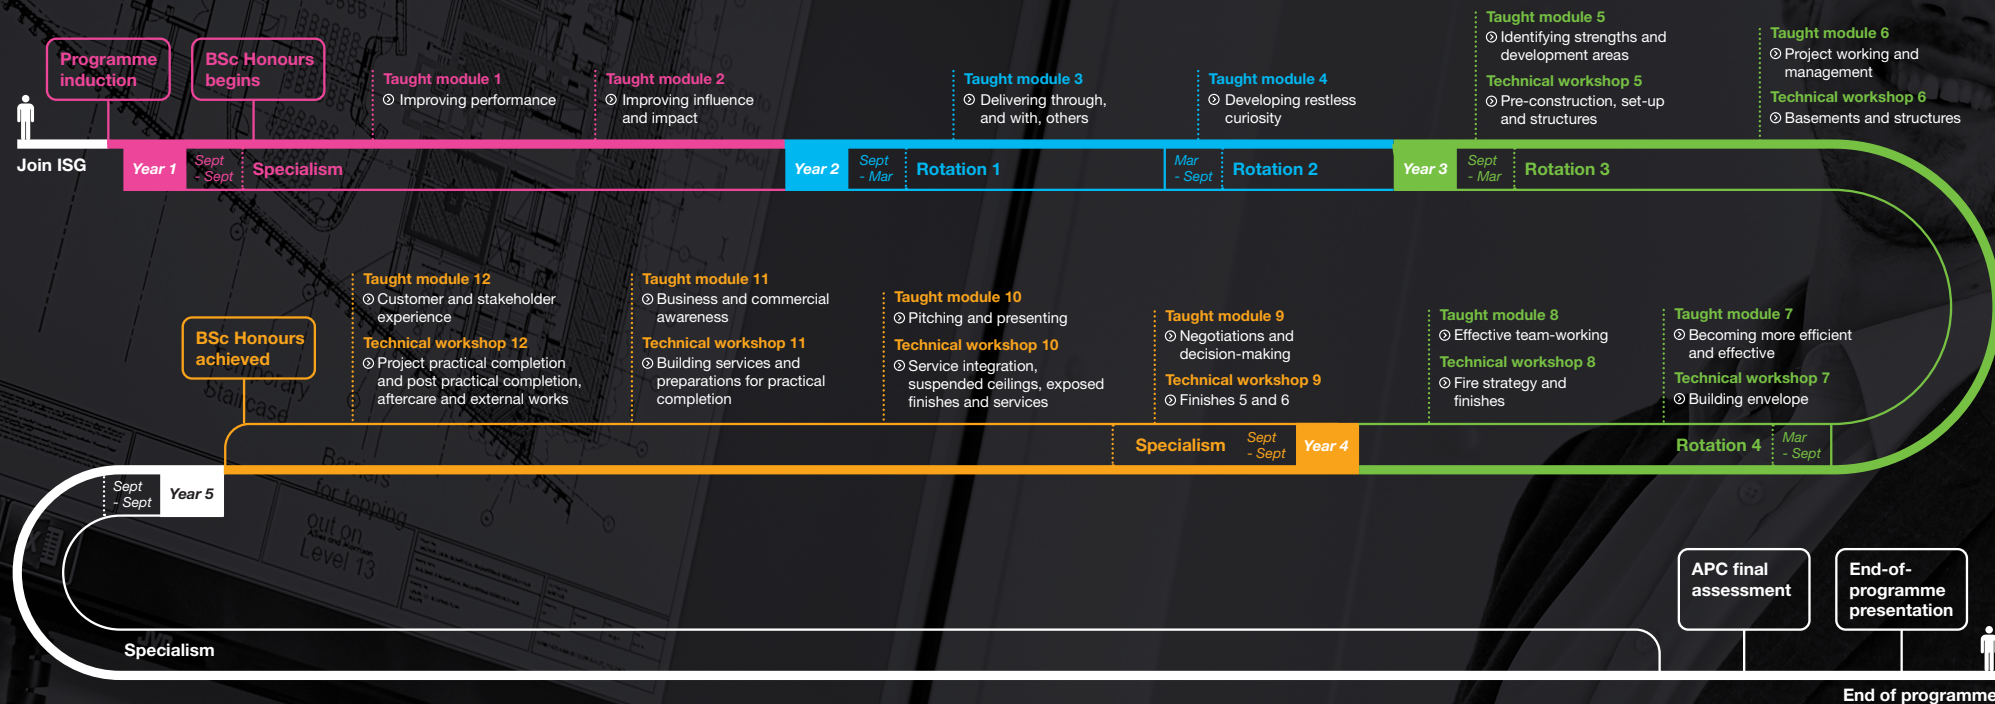 Programme
induction
BSc Honours
begins
Taught module 1
Improving performance
Taught module 2
Improving influence
and impact
Taught module 3
Delivering through,
and with, others
Taught module 4
Developing restless
curiosity
Taught module 5
Identifying strengths and
development areas
Technical workshop 5
Pre-construction, set-up
and structures
Taught module 6
Project working and
management
Technical workshop 6
Basements and structures
Join ISG
Year 1
Sept
- Sept
Specialism
Year 2
Sept
- Mar
Rotation 1
Mar
- Sept
Rotation 2
Year 3
Sept
- Mar
Rotation 3
Taught module 7
Becoming more efficient
and effective
Technical workshop 7
Building envelope
Taught module 8
Effective team-working
Technical workshop 8
Fire strategy and
finishes
Taught module 9
Negotiations and
decision-making
Technical workshop 9
Finishes 5 and 6
Taught module 10
Pitching and presenting
Technical workshop 10
Service integration,
suspended ceilings, exposed
finishes and services
Taught module 11
Business and commercial
awareness
Technical workshop 11
Building services and
preparations for practical
completion
Taught module 12
Customer and stakeholder
experience
Technical workshop 12
Project practical completion
and post practical completion,
aftercare and external works
BSc Honours
achieved
Rotation 4
Mar
- Sept
Specialism
Sept
- Sept
Year 4
Sept
- Sept
Year 5
Staircase
Barriers
for topping
out on
Level 13
Specialism
APC final
assessment
End-of-
programme
presentation
End of programme